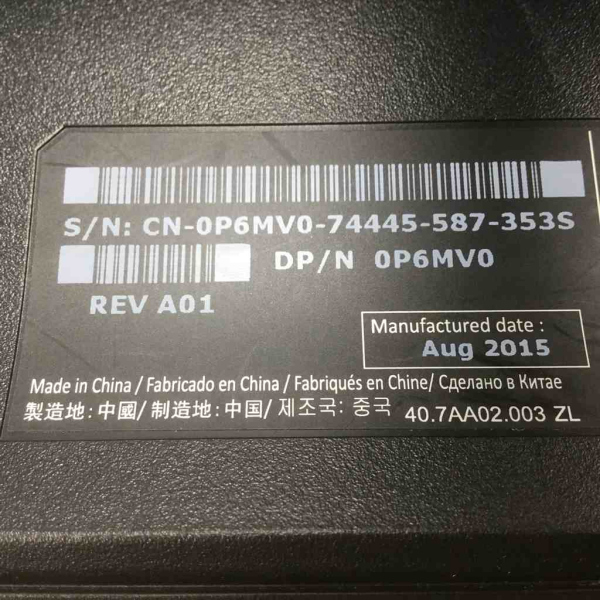 S/N: CN-0P6MV0-74445-587-353S
DP/N 0P6MV0
REV A01
Manufactured date :
Aug 2015
Made in China / Fabricado en China / Fabriqués en Chine/ Сделано в Китае
製造地: 中國/ 制造地: 中国/ 제조국: 중국
40.7AA02.003 ZL